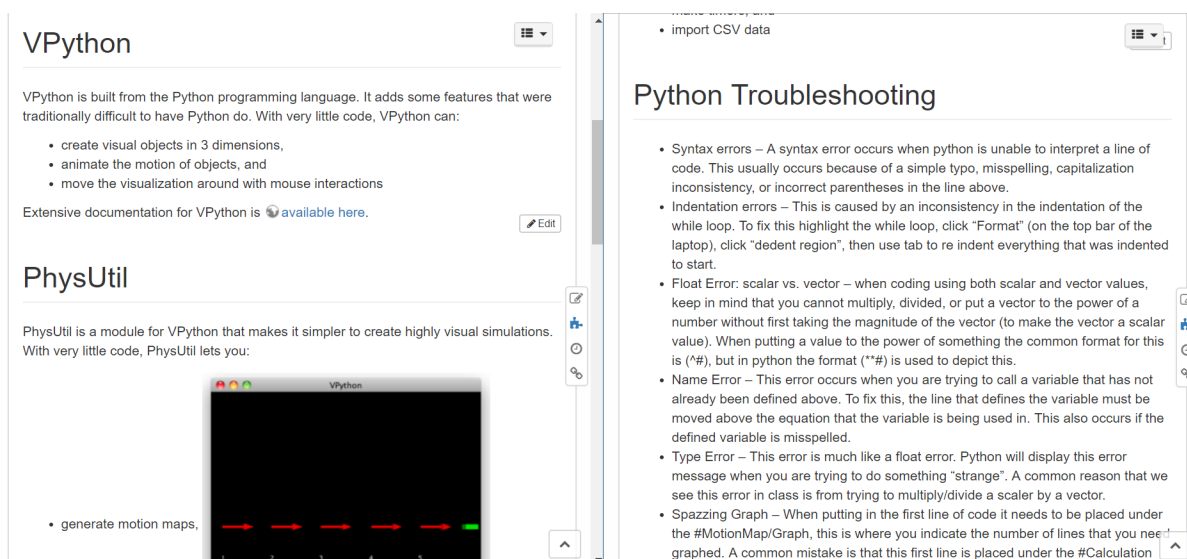 VPython
VPython is built from the Python programming language. It adds some features that were
traditionally difficult to have Python do. With very little code, VPython can:
• create visual objects in 3 dimensions,
• animate the motion of objects, and
• move the visualization around with mouse interactions
Extensive documentation for VPython is available here.
Edit
PhysUtil
PhysUtil is a module for VPython that makes it simpler to create highly visual simulations.
With very little code, PhysUtil lets you:
VPython
• generate motion maps,
• import CSV data
t
Python Troubleshooting
• Syntax errors – A syntax error occurs when python is unable to interpret a line of
code. This usually occurs because of a simple typo, misspelling, capitalization
inconsistency, or incorrect parentheses in the line above.
• Indentation errors – This is caused by an inconsistency in the indentation of the
while loop. To fix this highlight the while loop, click “Format” (on the top bar of the
laptop), click “dedent region”, then use tab to re indent everything that was indented
to start.
• Float Error: scalar vs. vector – when coding using both scalar and vector values,
keep in mind that you cannot multiply, divided, or put a vector to the power of a
number without first taking the magnitude of the vector (to make the vector a scalar
value). When putting a value to the power of something the common format for this
is (^#), but in python the format (**#) is used to depict this.
• Name Error – This error occurs when you are trying to call a variable that has not
already been defined above. To fix this, the line that defines the variable must be
moved above the equation that the variable is being used in. This also occurs if the
defined variable is misspelled.
• Type Error – This error is much like a float error. Python will display this error
message when you are trying to do something “strange”. A common reason that we
see this error in class is from trying to multiply/divide a scaler by a vector.
• Spazzing Graph – When putting in the first line of code it needs to be placed under
the #MotionMap/Graph, this is where you indicate the number of lines that you need
graphed. A common mistake is that this first line is placed under the #Calculation